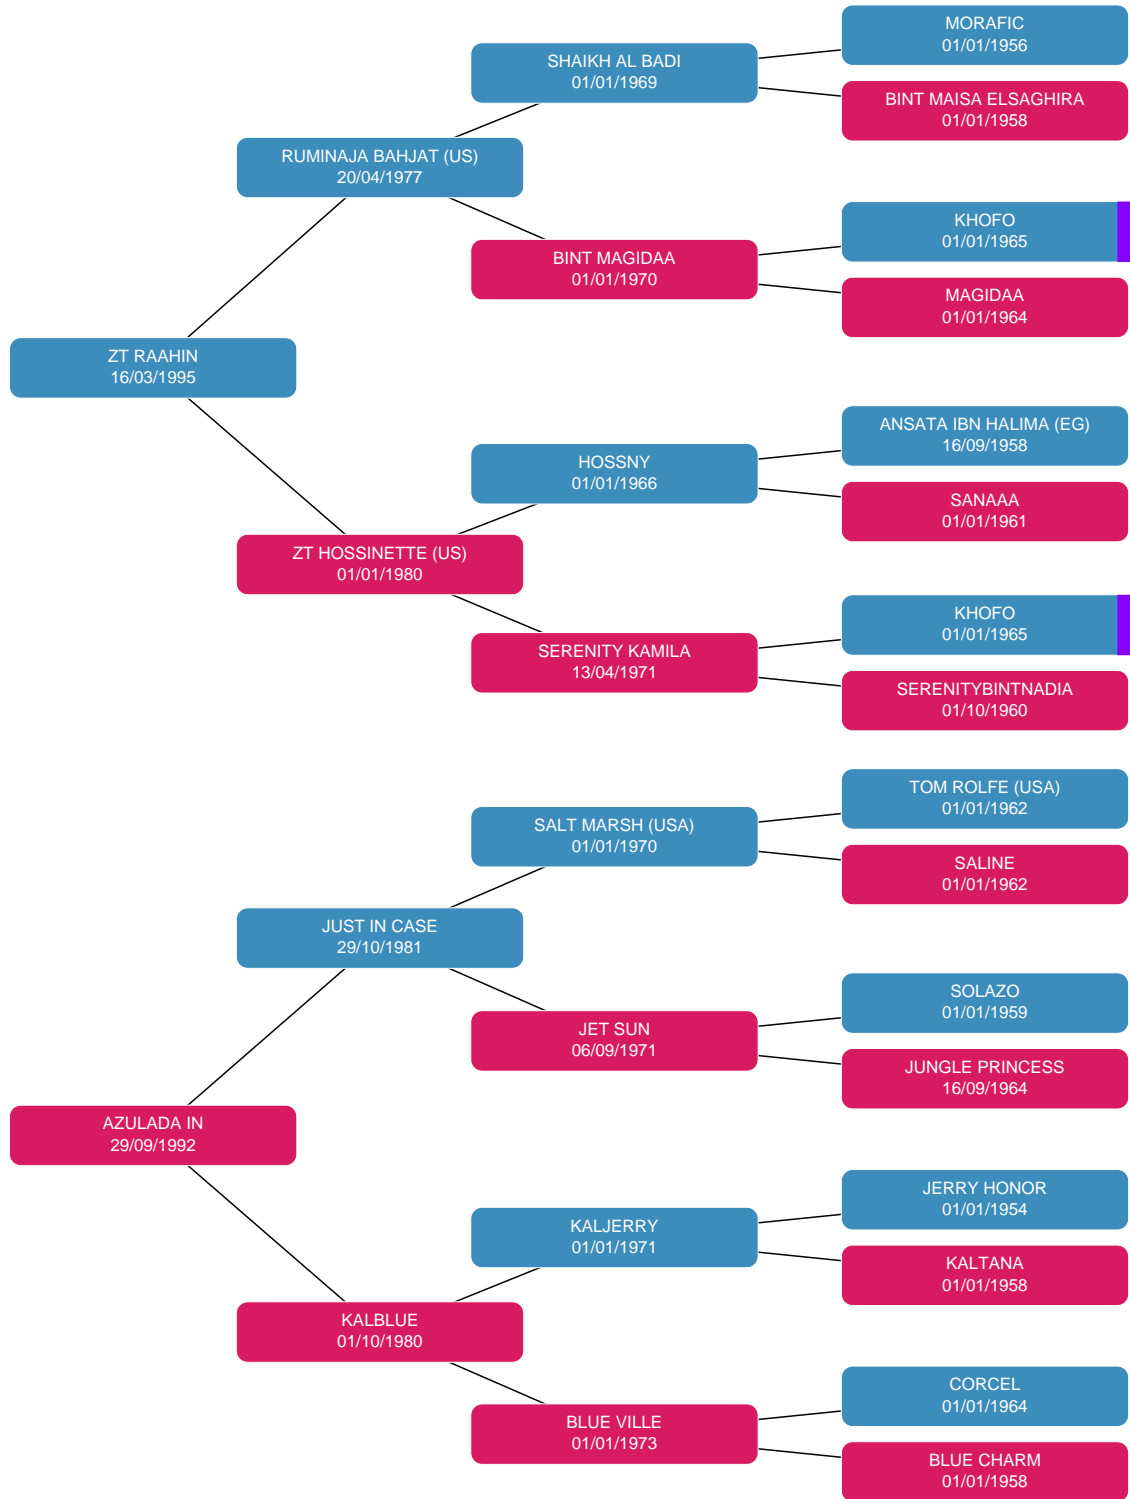 MORAFIC
01/01/1956
SHAIKH AL BADI
01/01/1969
BINT MAISA ELSAGHIRA
01/01/1958
RUMINAJA BAHJAT (US)
20/04/1977
KHOFO
01/01/1965
BINT MAGIDAA
01/01/1970
MAGIDAA
01/01/1964
ZT RAAHIN
16/03/1995
ANSATA IBN HALIMA (EG)
16/09/1958
HOSSNY
01/01/1966
SANAAA
01/01/1961
ZT HOSSINETTE (US)
01/01/1980
KHOFO
01/01/1965
SERENITY KAMILA
13/04/1971
SERENITYBINTNADIA
01/10/1960
TOM ROLFE (USA)
01/01/1962
SALT MARSH (USA)
01/01/1970
SALINE
01/01/1962
JUST IN CASE
29/10/1981
SOLAZO
01/01/1959
JET SUN
06/09/1971
JUNGLE PRINCESS
16/09/1964
AZULADA IN
29/09/1992
JERRY HONOR
01/01/1954
KALJERRY
01/01/1971
KALTANA
01/01/1958
KALBLUE
01/10/1980
CORCEL
01/01/1964
BLUE VILLE
01/01/1973
BLUE CHARM
01/01/1958